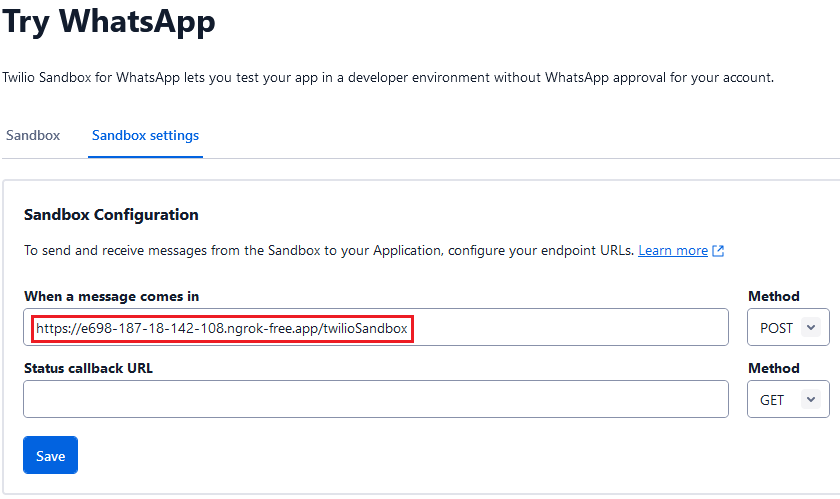 Try WhatsApp
Twilio Sandbox for WhatsApp lets you test your app in a developer environment without WhatsApp approval for your account.
Sandbox Sandbox settings
Sandbox Configuration
To send and receive messages from the Sandbox to your Application, configure your endpoint URLs. Learn more
When a message comes in Method
https://e698-187-18-142-108.ngrok-free.app/twilioSandbox POST
Status callback URL Method
GET
Save